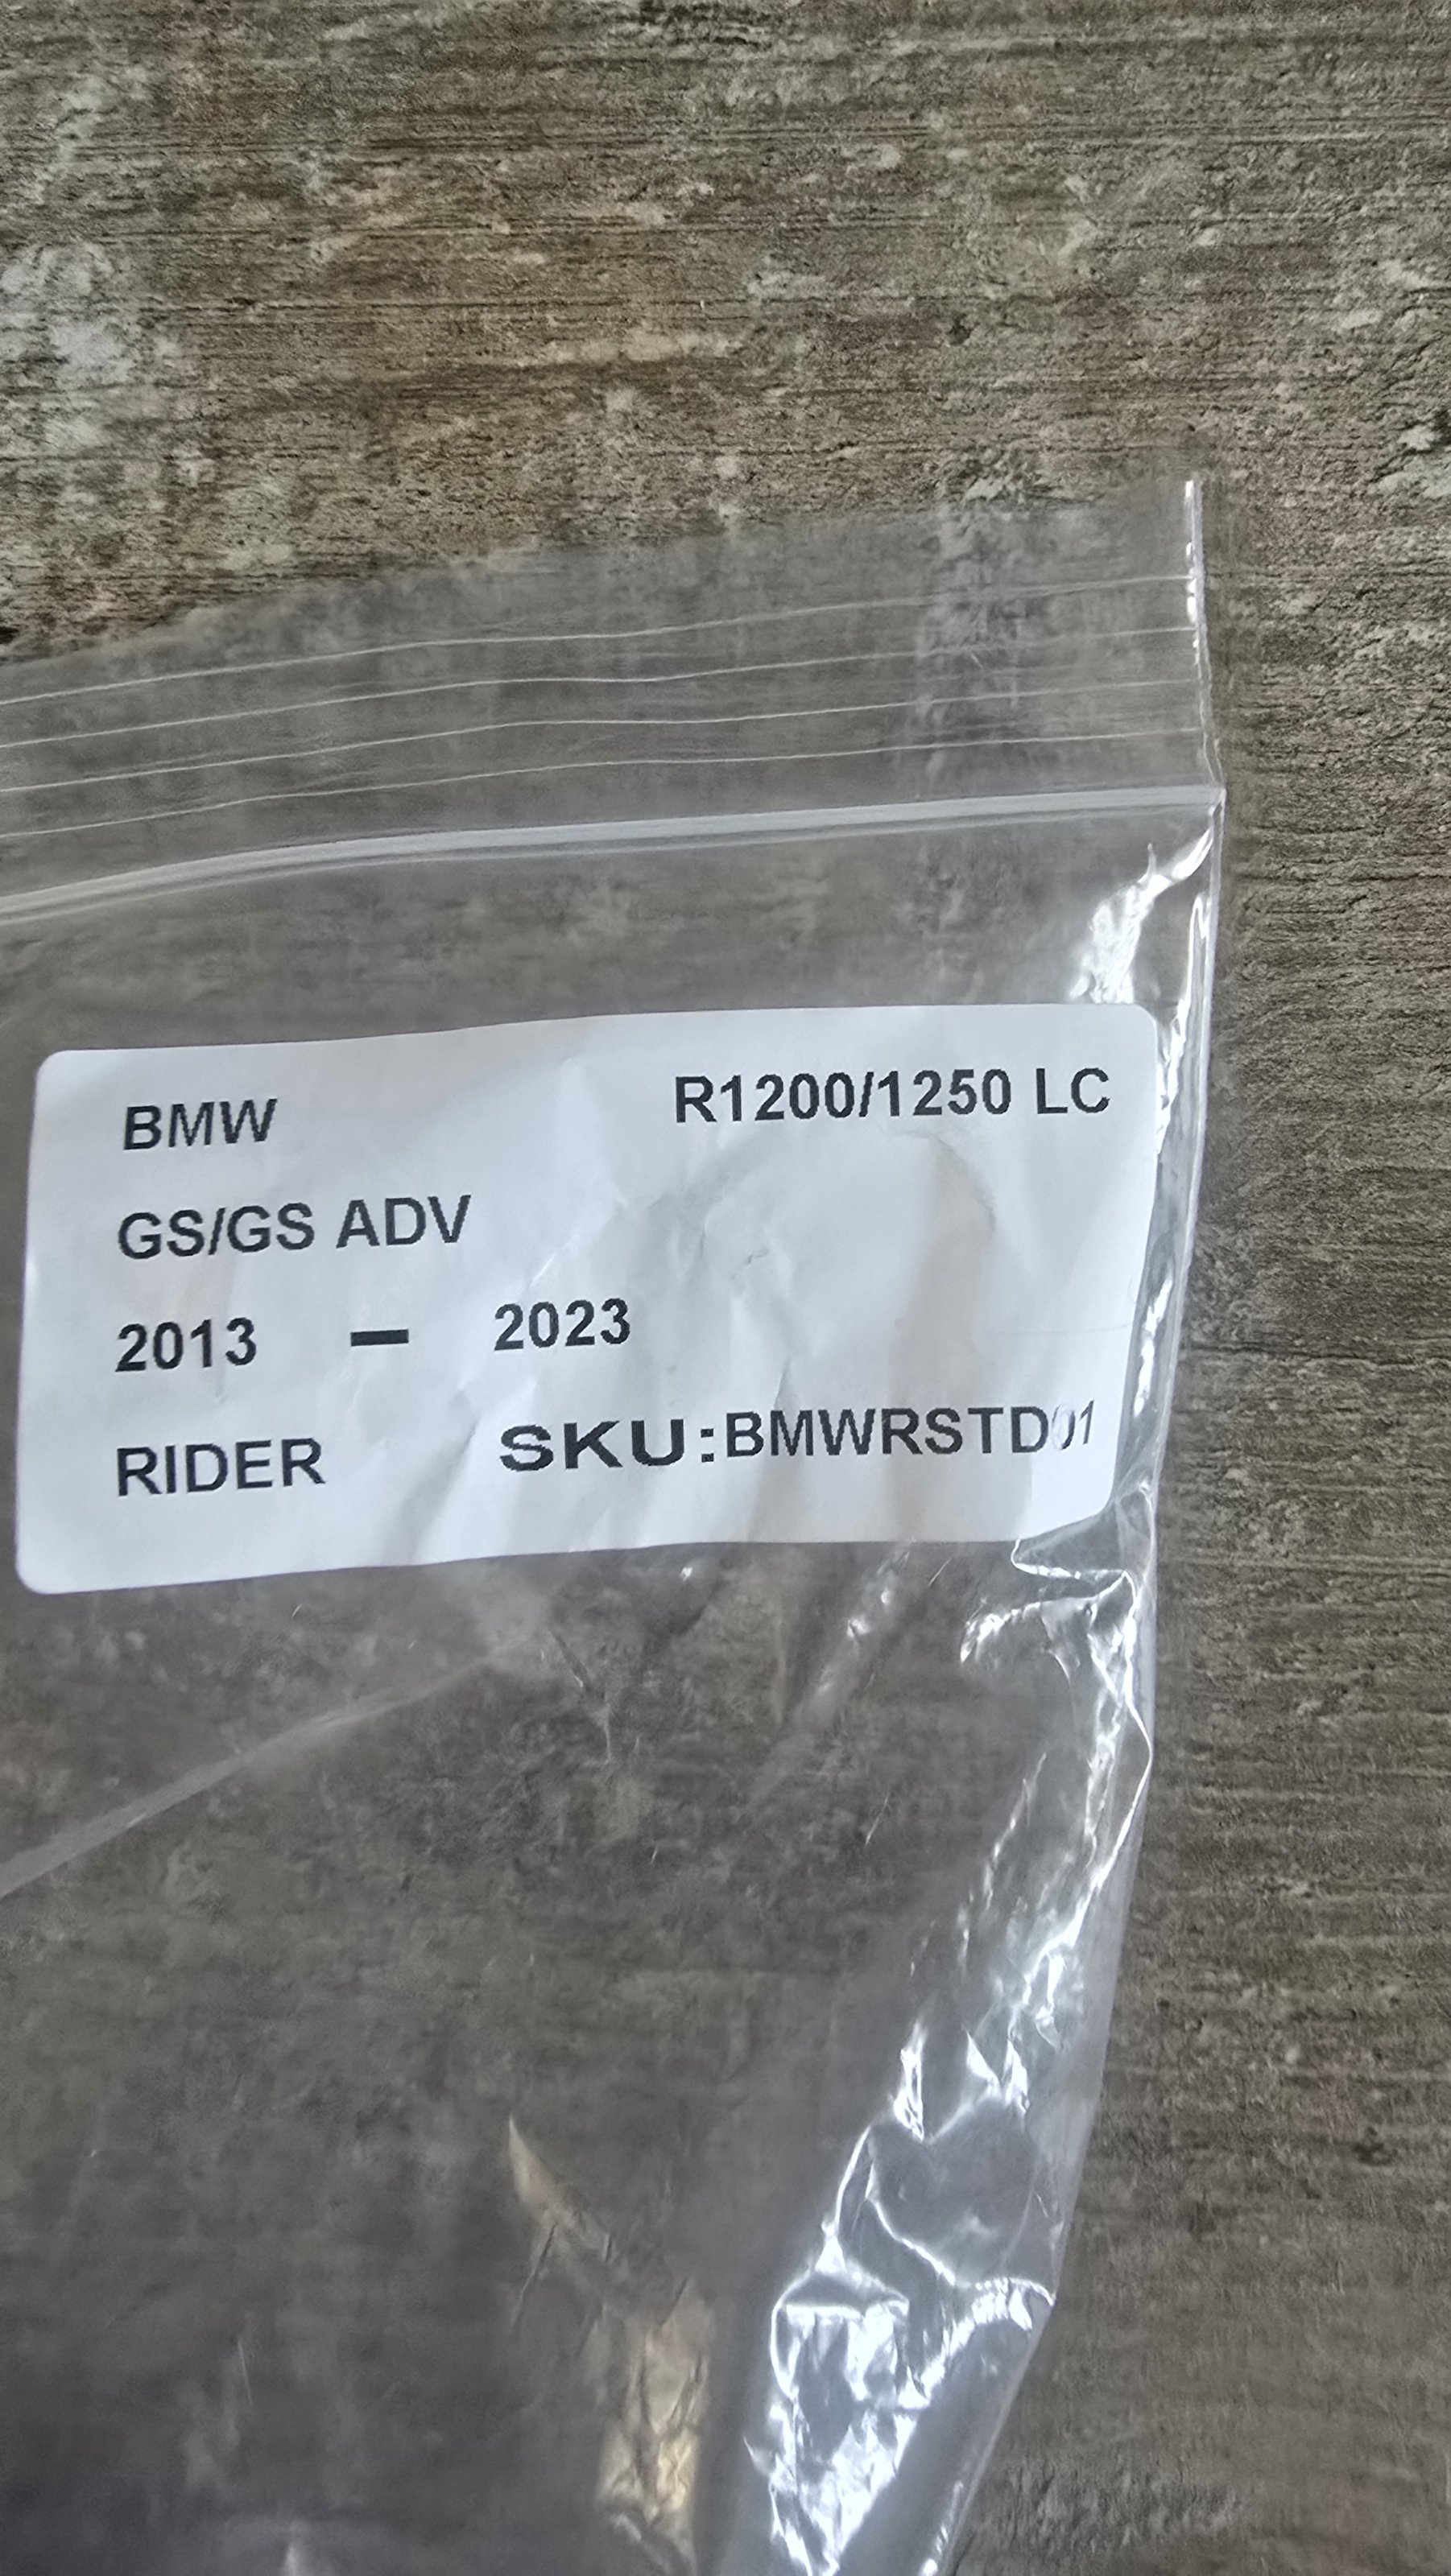 BMW R1200/1250 LC
GS/GS ADV
2013 - 2023
RIDER SKU:BMWRSTD01